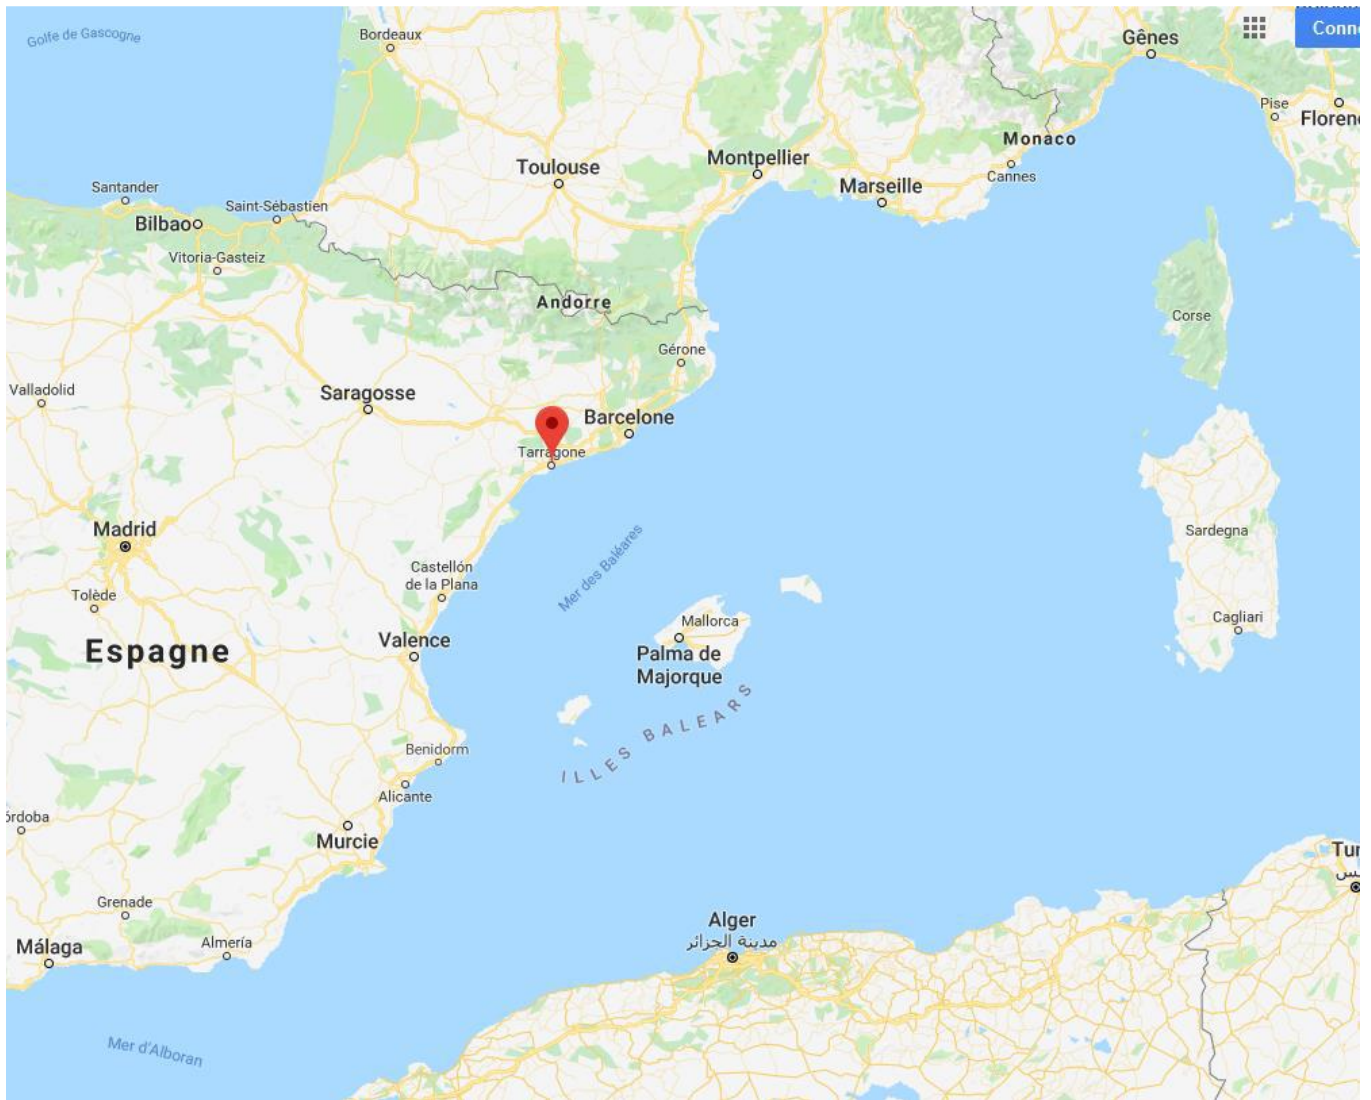 Golfe de Gascogne
Bordeaux
Gênes
Conne
Pise
Florenc
Monaco
Toulouse
Montpellier
Marseille
Cannes
Santander
Bilbao
Saint-Sébastien
Vitoria-Gasteiz
Andorre
Corse
Gérone
Valladolid
Saragosse
Barcelone
Tarragone
Madrid
Mer des Baléares
Sardegna
Castellón
de la Plana
Tolède
Mallorca
Cagliari
Espagne
Valence
Palma de
Majorque
ILLES BALEARS
Benidorm
Alicante
órdoba
Murcie
Tun
نس
Grenade
Alger
مدينة الجزائر
Málaga
Almería
Mer d'Alboran